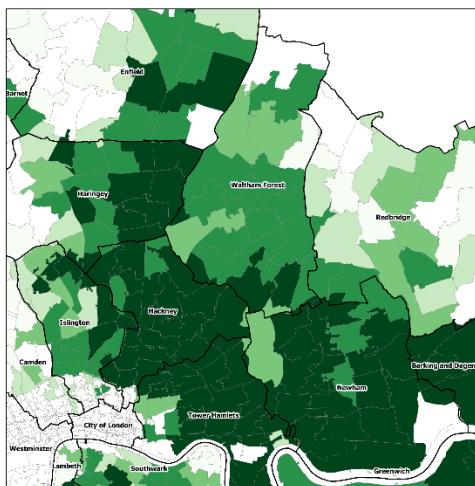 Enfield
Barnet
Haringey
Waltham Forest
Redbridge
Hackney
Islington
Camden
Barking and Dagen
Newham
Tower Hamlets
City of London
Westminster
Lambeth
Southwark
Greenwich